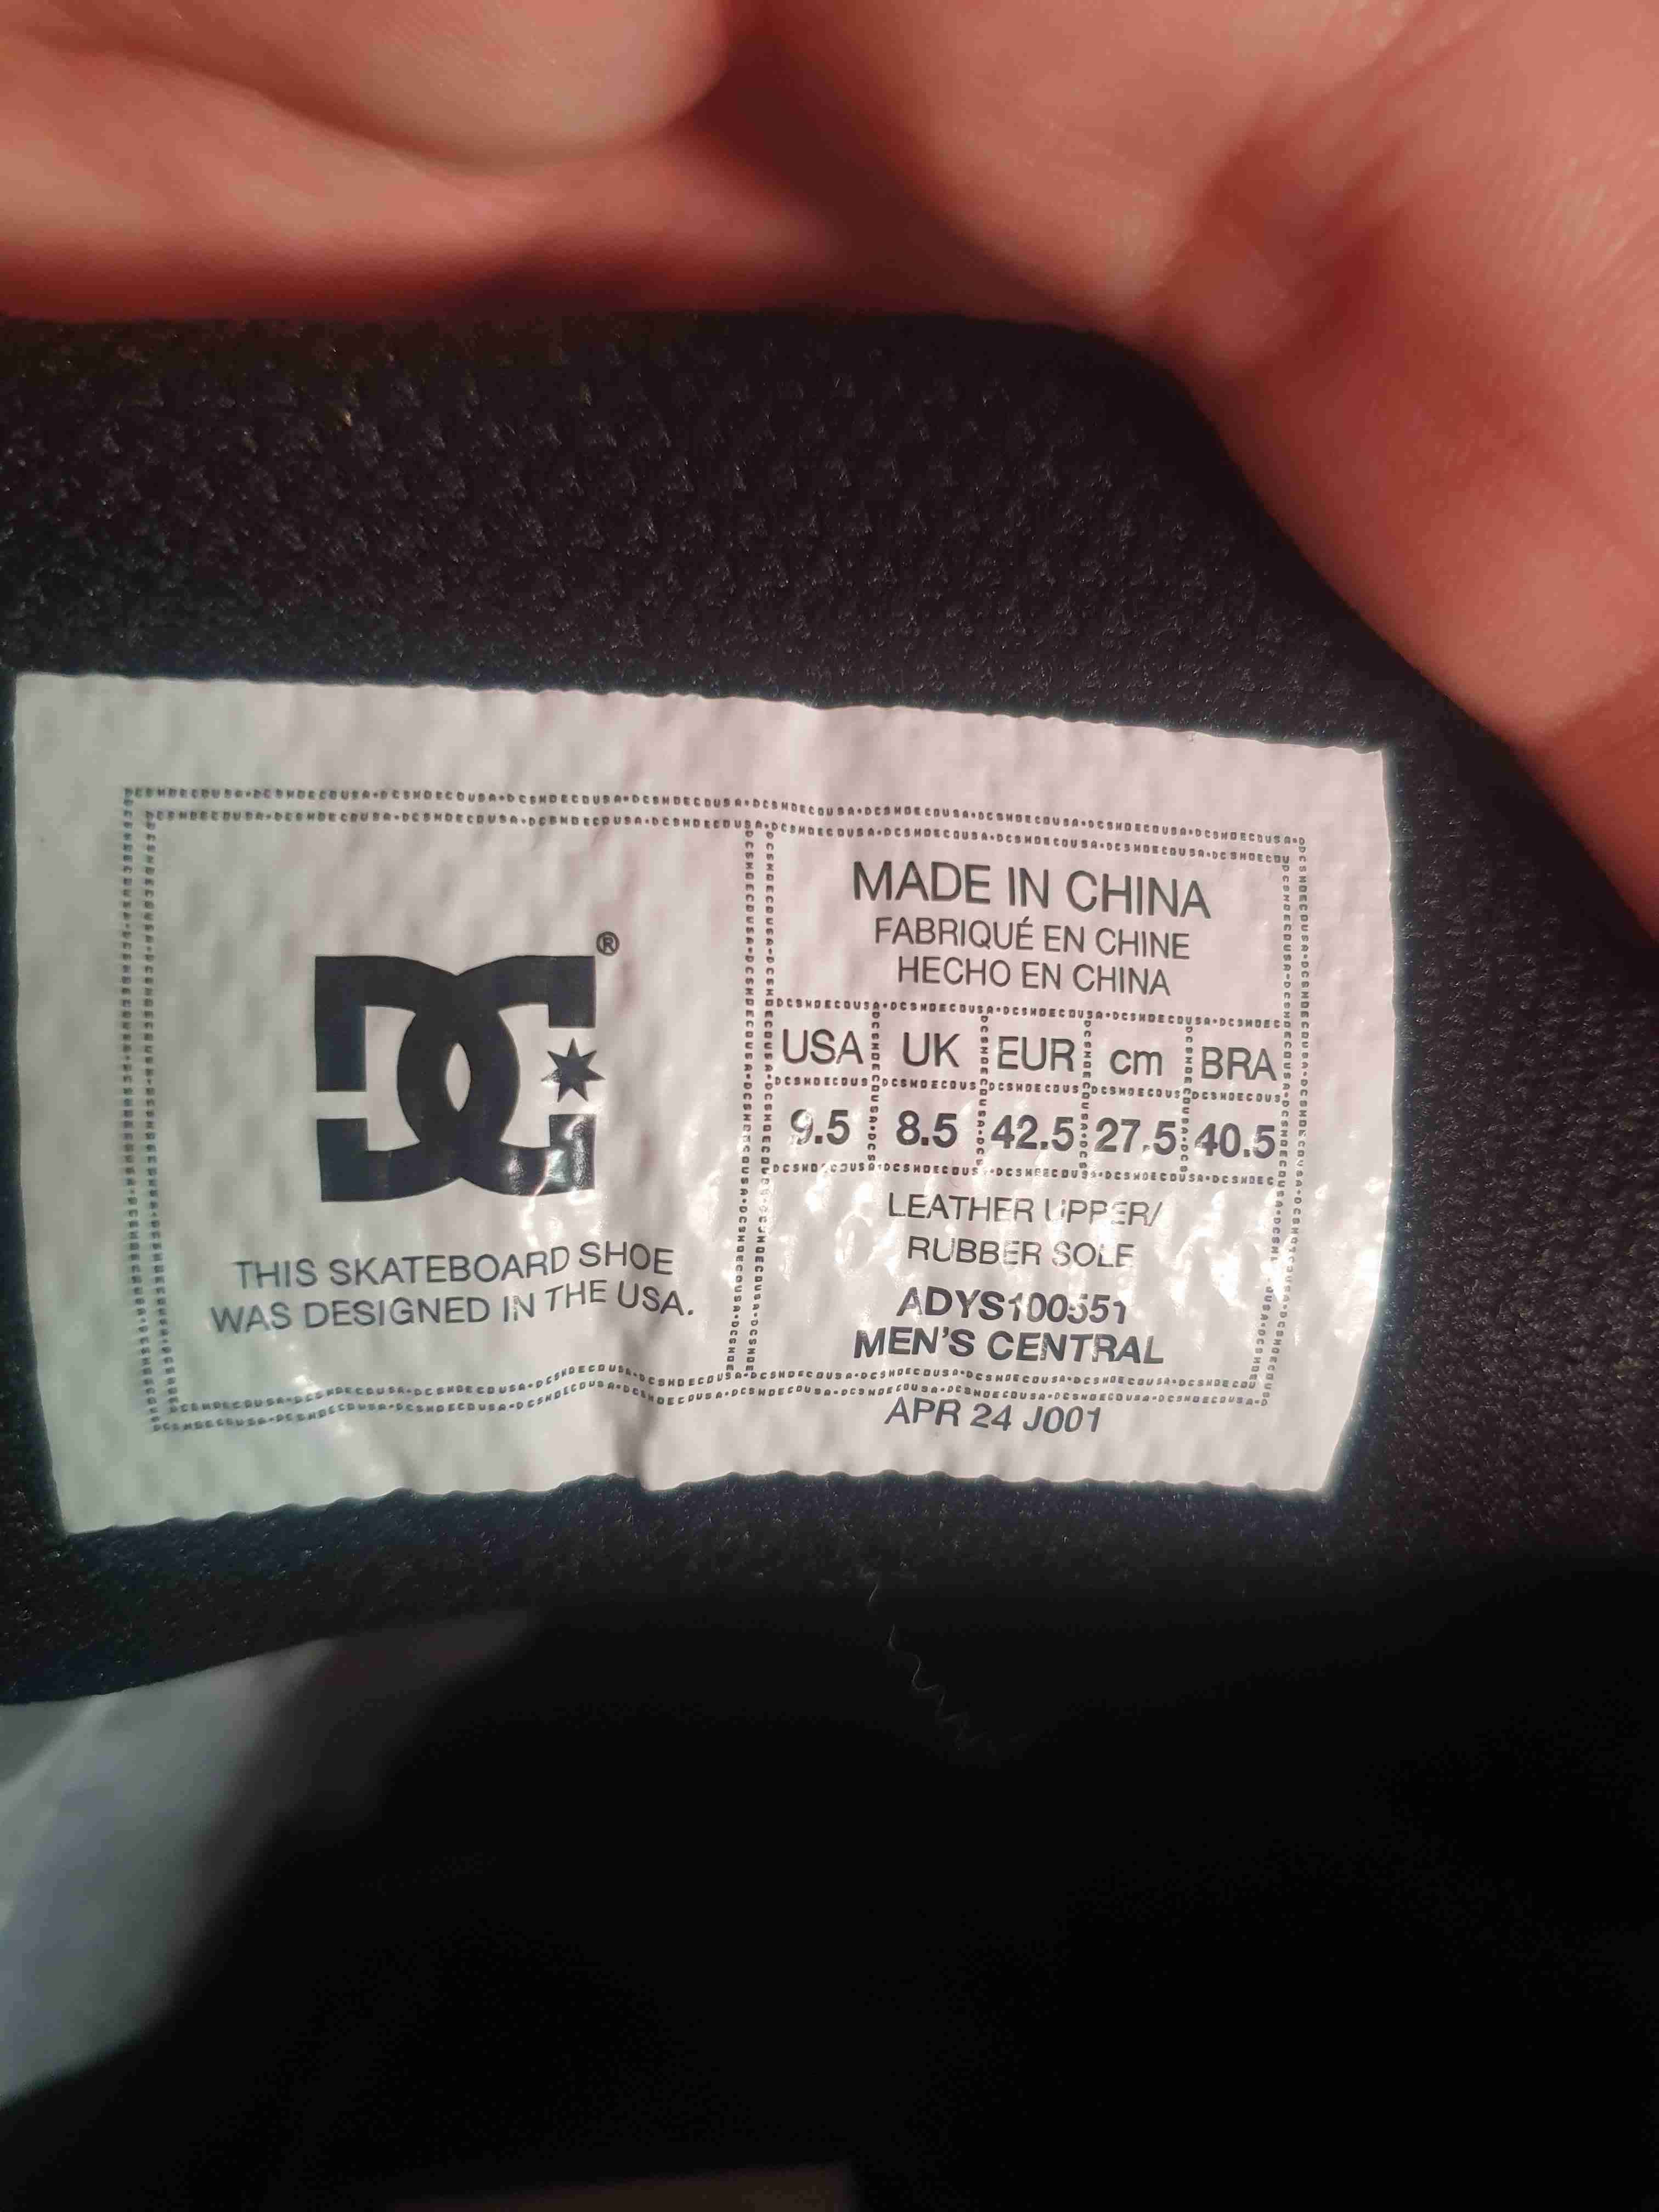 DC®
THIS SKATEBOARD SHOE
WAS DESIGNED IN THE USA.
MADE IN CHINA
FABRIQUÉ EN CHINE
HECHO EN CHINA
USA UK EUR cm BRA
9.5 8.5 42.5 27.5 40.5
LEATHER UPPER/
RUBBER SOLE
ADYS100551
MEN'S CENTRAL
APR 24 J001